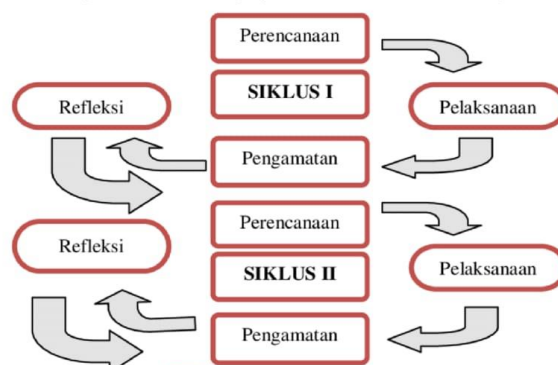 Perencanaan
SIKLUS I
Refleksi
Pelaksanaan
Pengamatan
Perencanaan
Refleksi
SIKLUS II
Pelaksanaan
Pengamatan